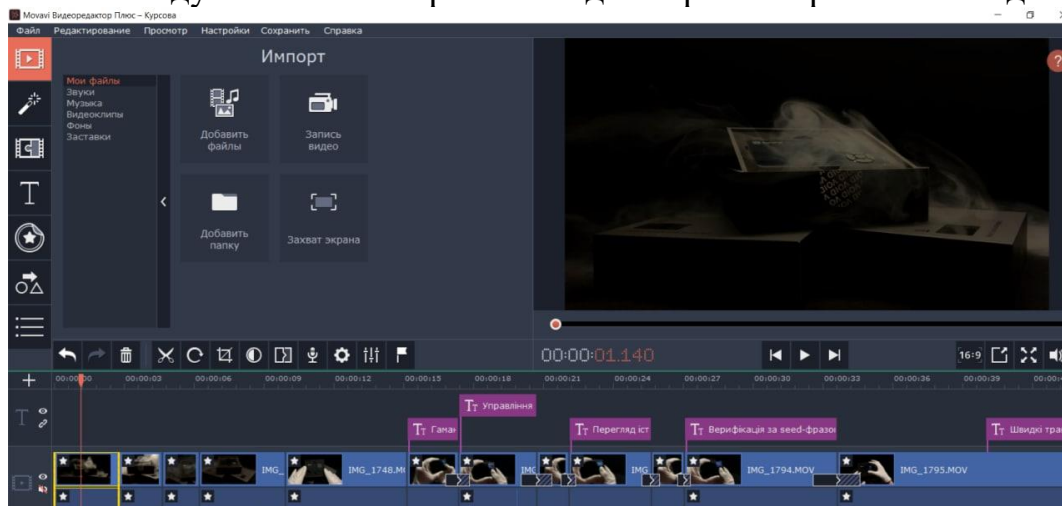 Movavi Видеоредактор Плюс – Курсова
Файл Редактирование Просмотр Настройки Сохранить Справка
Импорт
Мои файлы
Звуки
Музыка
Видеоклипы
Фоны
Заставки
Добавить файлы
Запись видео
Добавить папку
Захват экрана
?
00:00:01.140
16:9
00:00:00 00:00:03 00:00:06 00:00:09 00:00:12 00:00:15 00:00:18 00:00:21 00:00:24 00:00:27 00:00:30 00:00:33 00:00:36 00:00:39
Управління
Гаман
Перегляд іст
Верифікація за seed-фразою
Швидкі тра
IMG_
IMG_1748.M
IMG
IMG
IMG_1794.MOV
IMG_1795.MOV